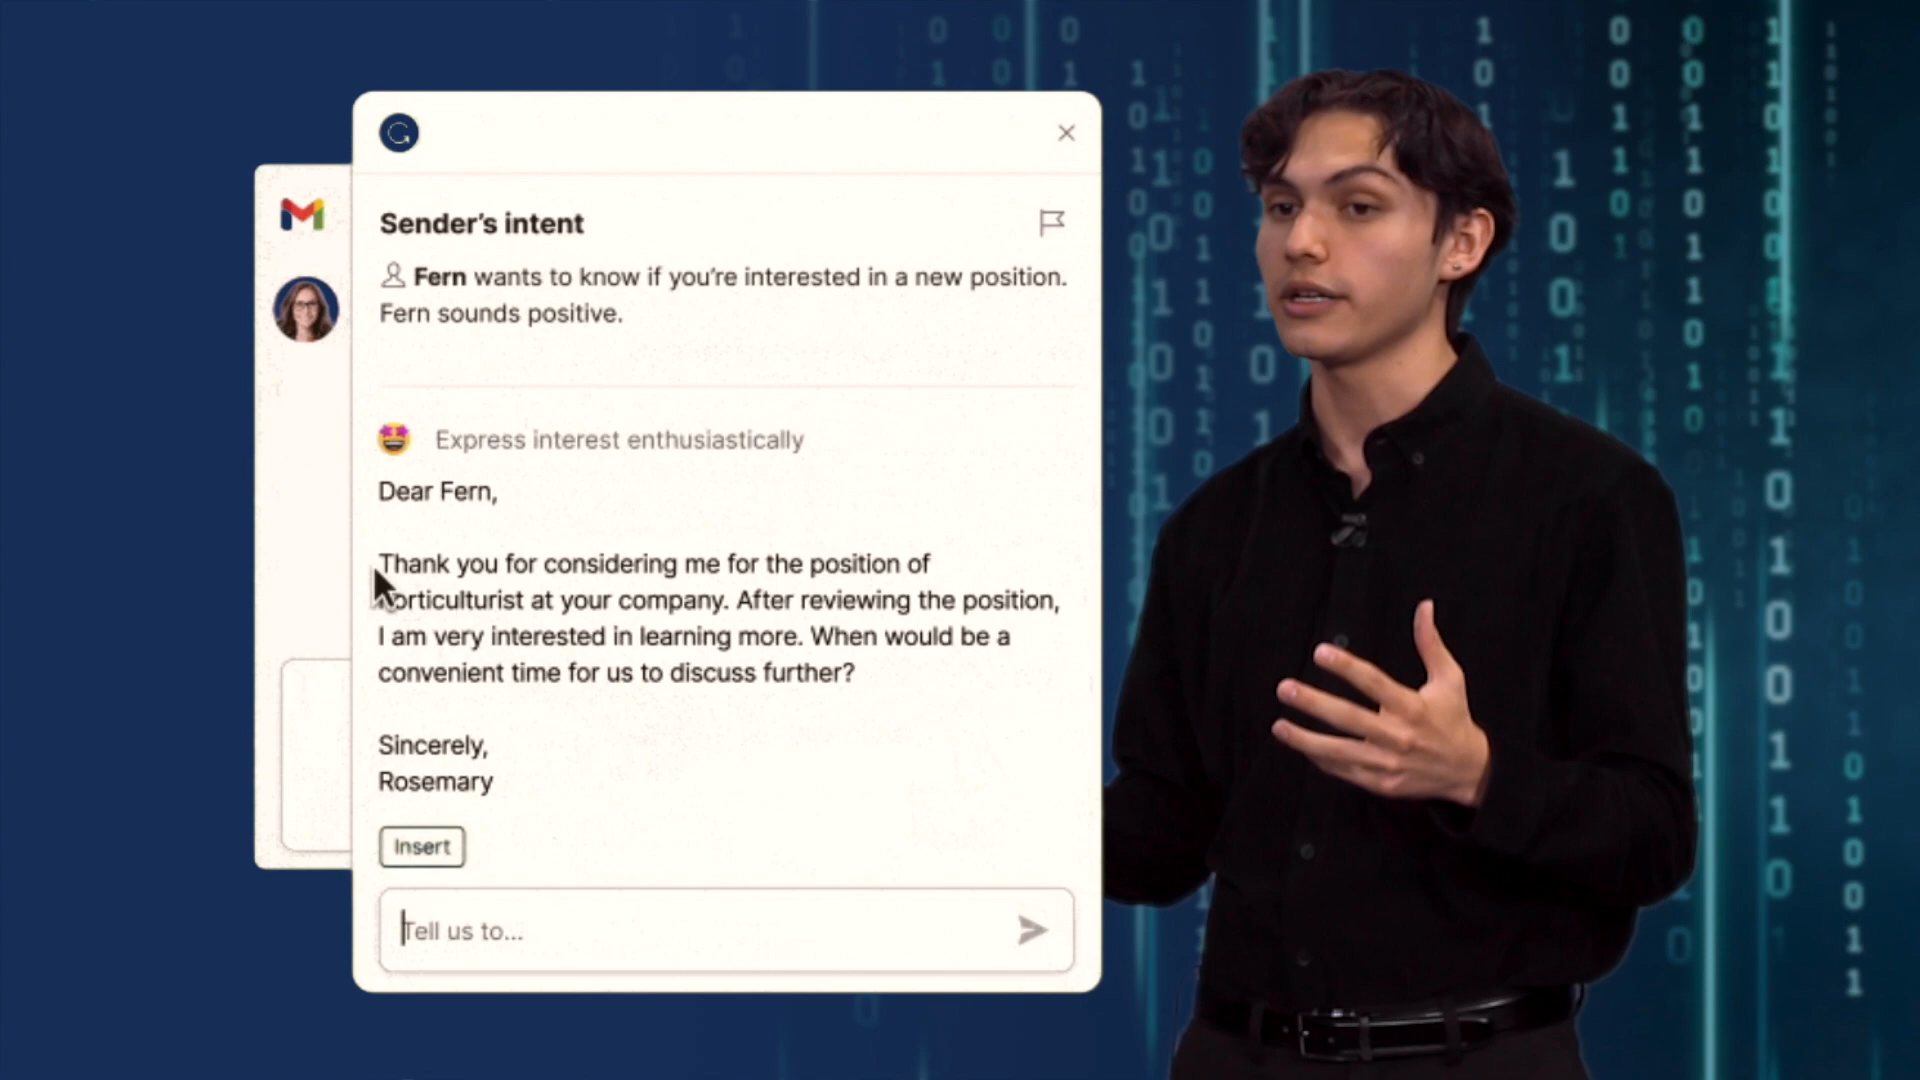 Sender's intent
Fern wants to know if you're interested in a new position.
Fern sounds positive.
Express interest enthusiastically
Dear Fern,
Thank you for considering me for the position of
horticulturist at your company. After reviewing the position,
I am very interested in learning more. When would be a
convenient time for us to discuss further?
Sincerely,
Rosemary
Insert
Tell us to...